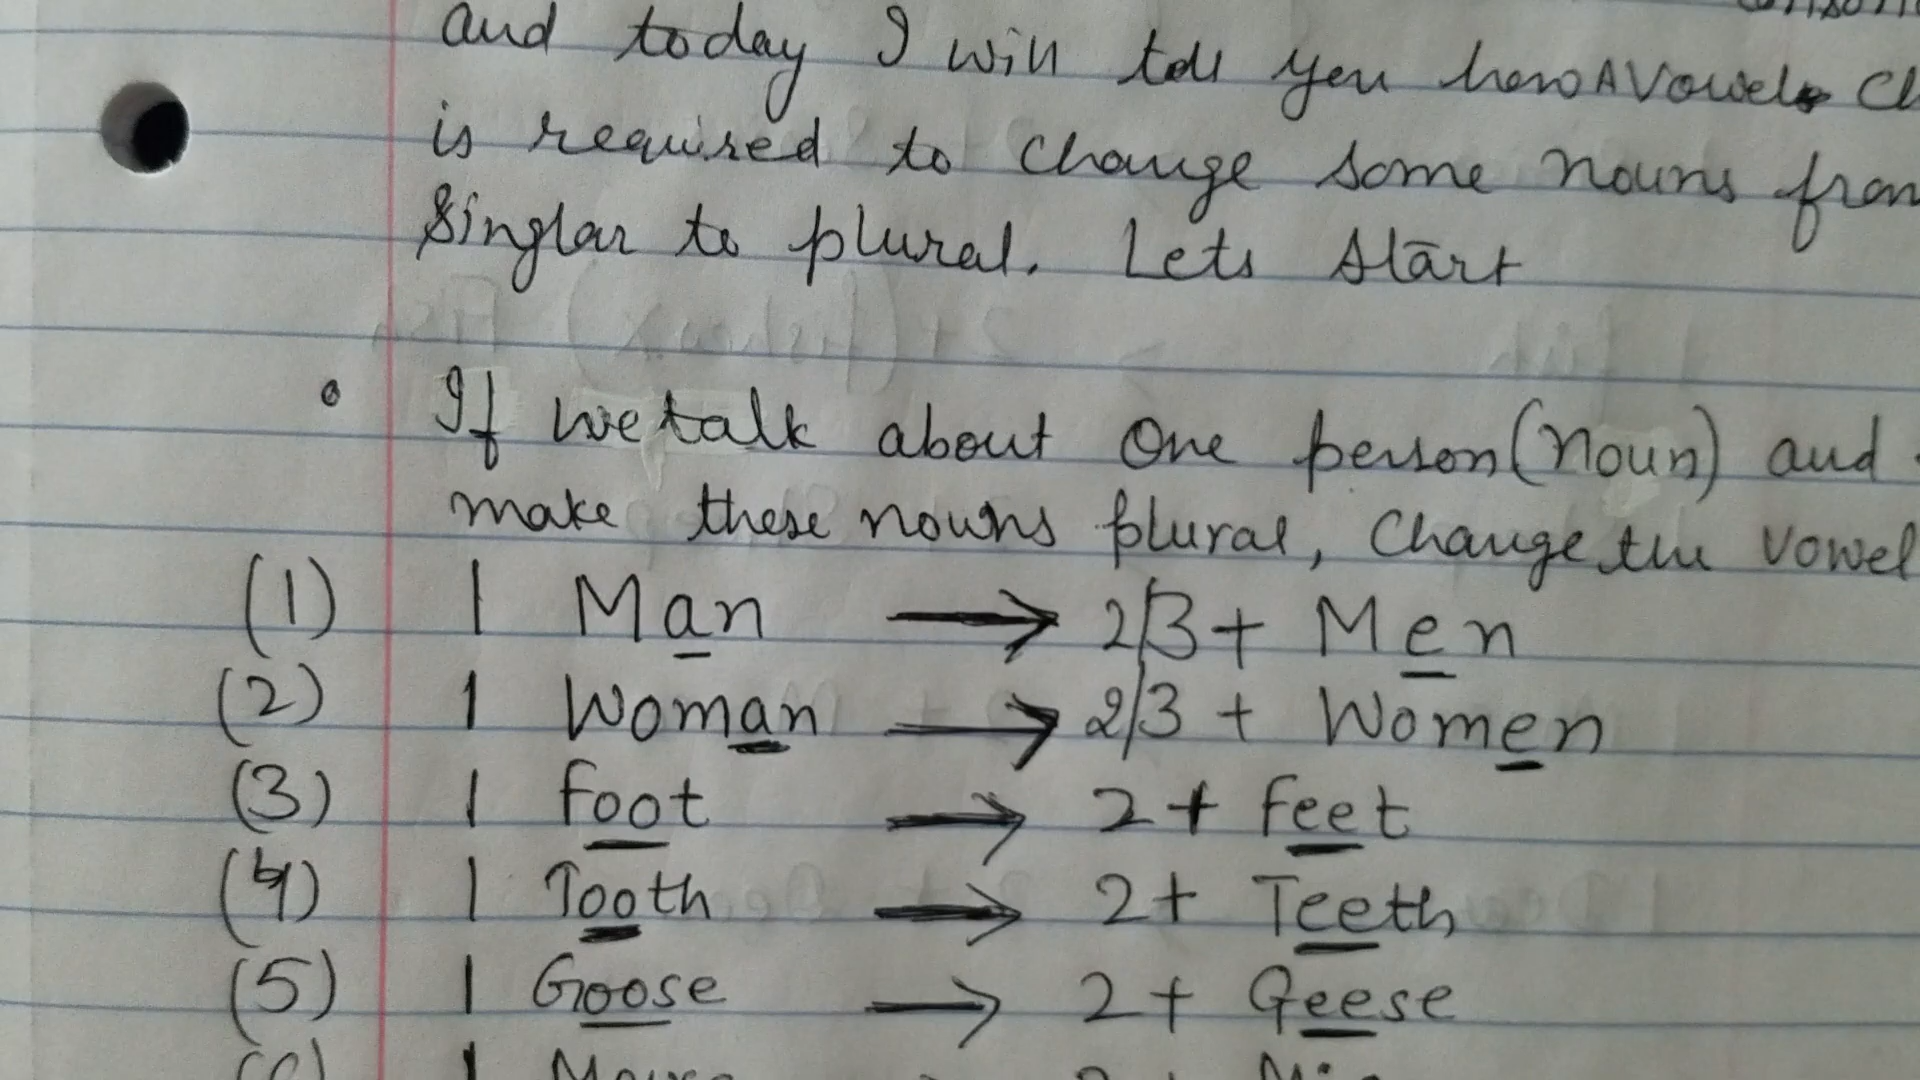 and today I will tell you how A Vowel
is required to change some nouns from
Singlar to plural. Lets start
• If we talk about One person (noun) and
make these nouns plural, Change the vowel
(1) 1 Man → 2/3+ Men
(2) 1 Woman → 2/3 + Women
(3) 1 foot → 2 + feet
(4) 1 Tooth → 2+ Teeth
(5) 1 Goose → 2 + Geese